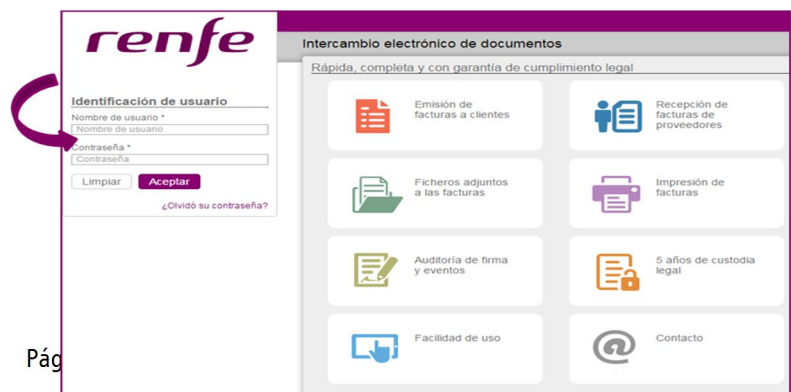 renfe
Identificación de usuario
Nombre de usuario *
Nombre de usuario
Contraseña *
Contraseña
Limpiar
Aceptar
¿Olvidó su contraseña?
Intercambio electrónico de documentos
Rápida, completa y con garantía de cumplimiento legal
Emisión de
facturas a clientes
Recepción de
facturas de
proveedores
Ficheros adjuntos
a las facturas
Impresión de
facturas
Auditoría de firma
y eventos
5 años de custodia
legal
Facilidad de uso
Contacto
Pág